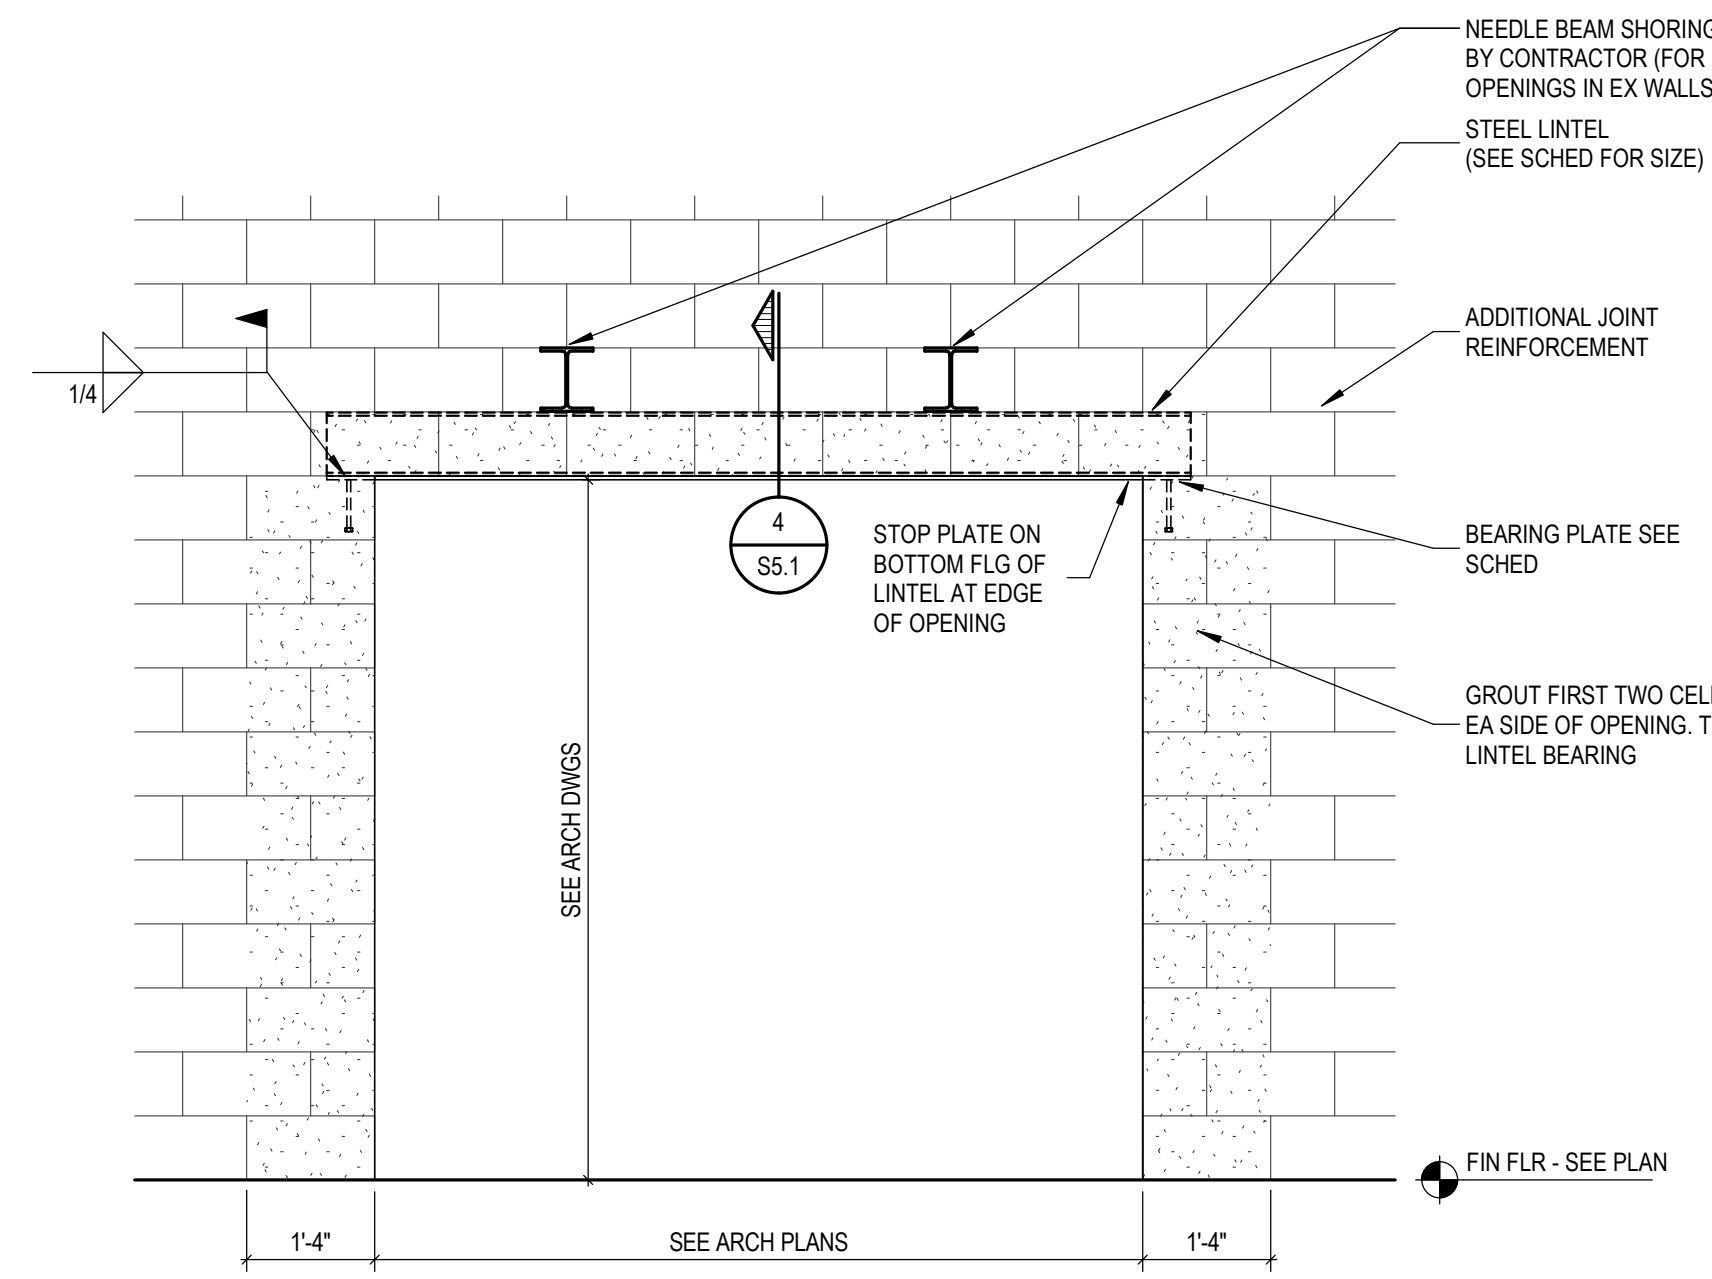 NEEDLE BEAM SHORING
BY CONTRACTOR (FOR
OPENINGS IN EX WALLS
STEEL LINTEL
(SEE SCHED FOR SIZE)
ADDITIONAL JOINT
REINFORCEMENT
1/4
4
S5.1
STOP PLATE ON
BOTTOM FLG OF
LINTEL AT EDGE
OF OPENING
BEARING PLATE SEE
SCHED
GROUT FIRST TWO
EA SIDE OF OPENING.
LINTEL BEARING
SEE ARCH DWGS
FIN FLR - SEE PLAN
1'-4"
SEE ARCH PLANS
1'-4"